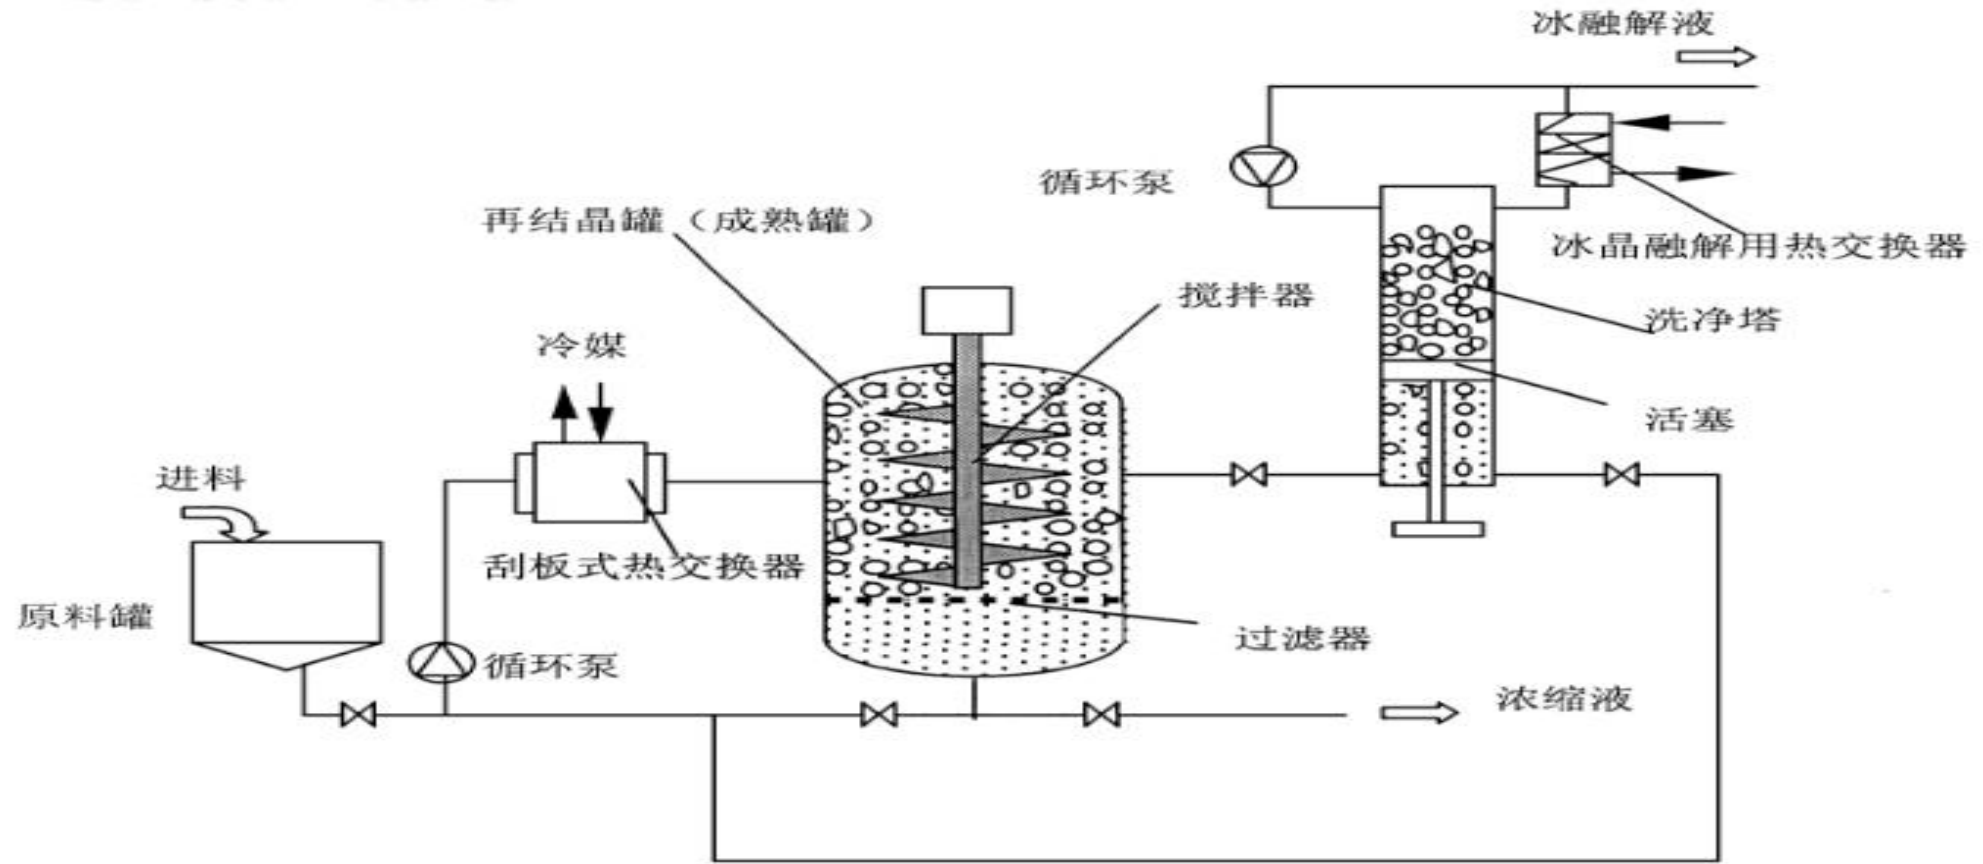 冰融解液
循环泵
再结晶罐（成熟罐）
冰晶融解用热交换器
搅拌器
洗净塔
冷媒
活塞
进料
刮板式热交换器
原料罐
过滤器
循环泵
浓缩液